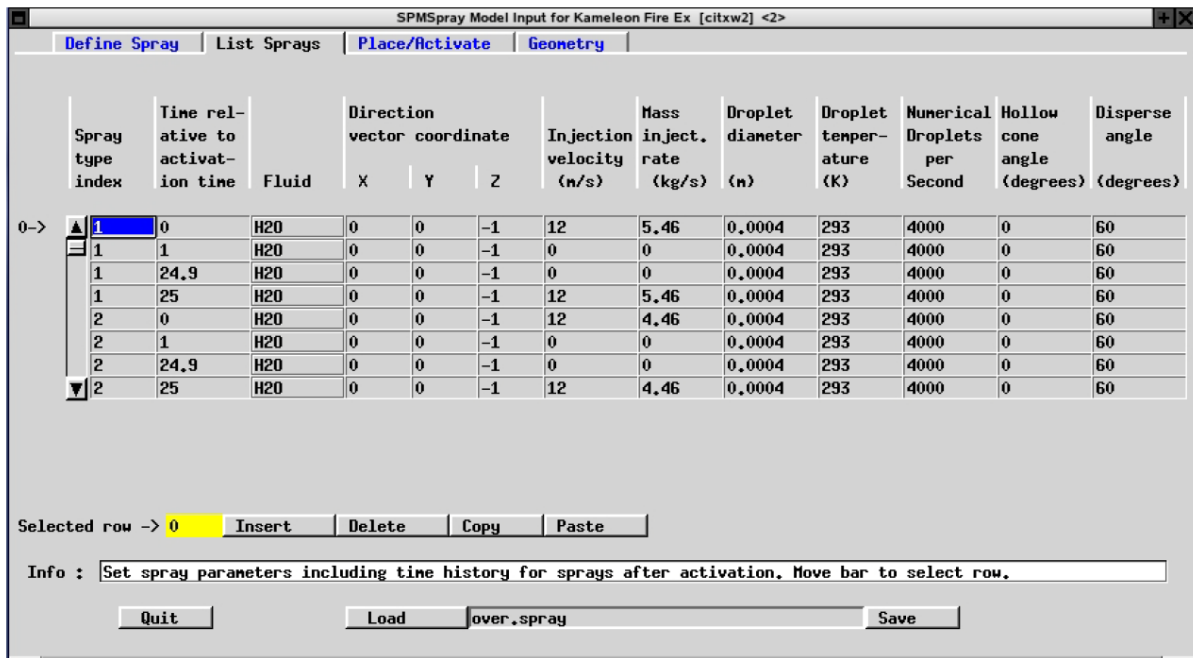 SPMSpray Model Input for Kameleon Fire Ex [citxw2] <2>
Define Spray List Sprays Place/Activate Geometry
Time rel- Direction Mass Droplet Droplet Numerical Hollow Disperse
Spray ative to vector coordinate Injection inject. diameter temper- Droplets cone angle
type activat- velocity rate ature per angle
index ion time Fluid X Y Z (m/s) (kg/s) (m) (K) Second (degrees) (degrees)
0-> 1 0 H2O 0 0 -1 12 5.46 0.0004 293 4000 0 60
1 1 H2O 0 0 -1 0 0 0.0004 293 4000 0 60
1 24.9 H2O 0 0 -1 0 0 0.0004 293 4000 0 60
1 25 H2O 0 0 -1 12 5.46 0.0004 293 4000 0 60
2 0 H2O 0 0 -1 12 4.46 0.0004 293 4000 0 60
2 1 H2O 0 0 -1 0 0 0.0004 293 4000 0 60
2 24.9 H2O 0 0 -1 0 0 0.0004 293 4000 0 60
2 25 H2O 0 0 -1 12 4.46 0.0004 293 4000 0 60
Selected row -> 0 Insert Delete Copy Paste
Info : Set spray parameters including time history for sprays after activation. Move bar to select row.
Quit Load over.spray Save